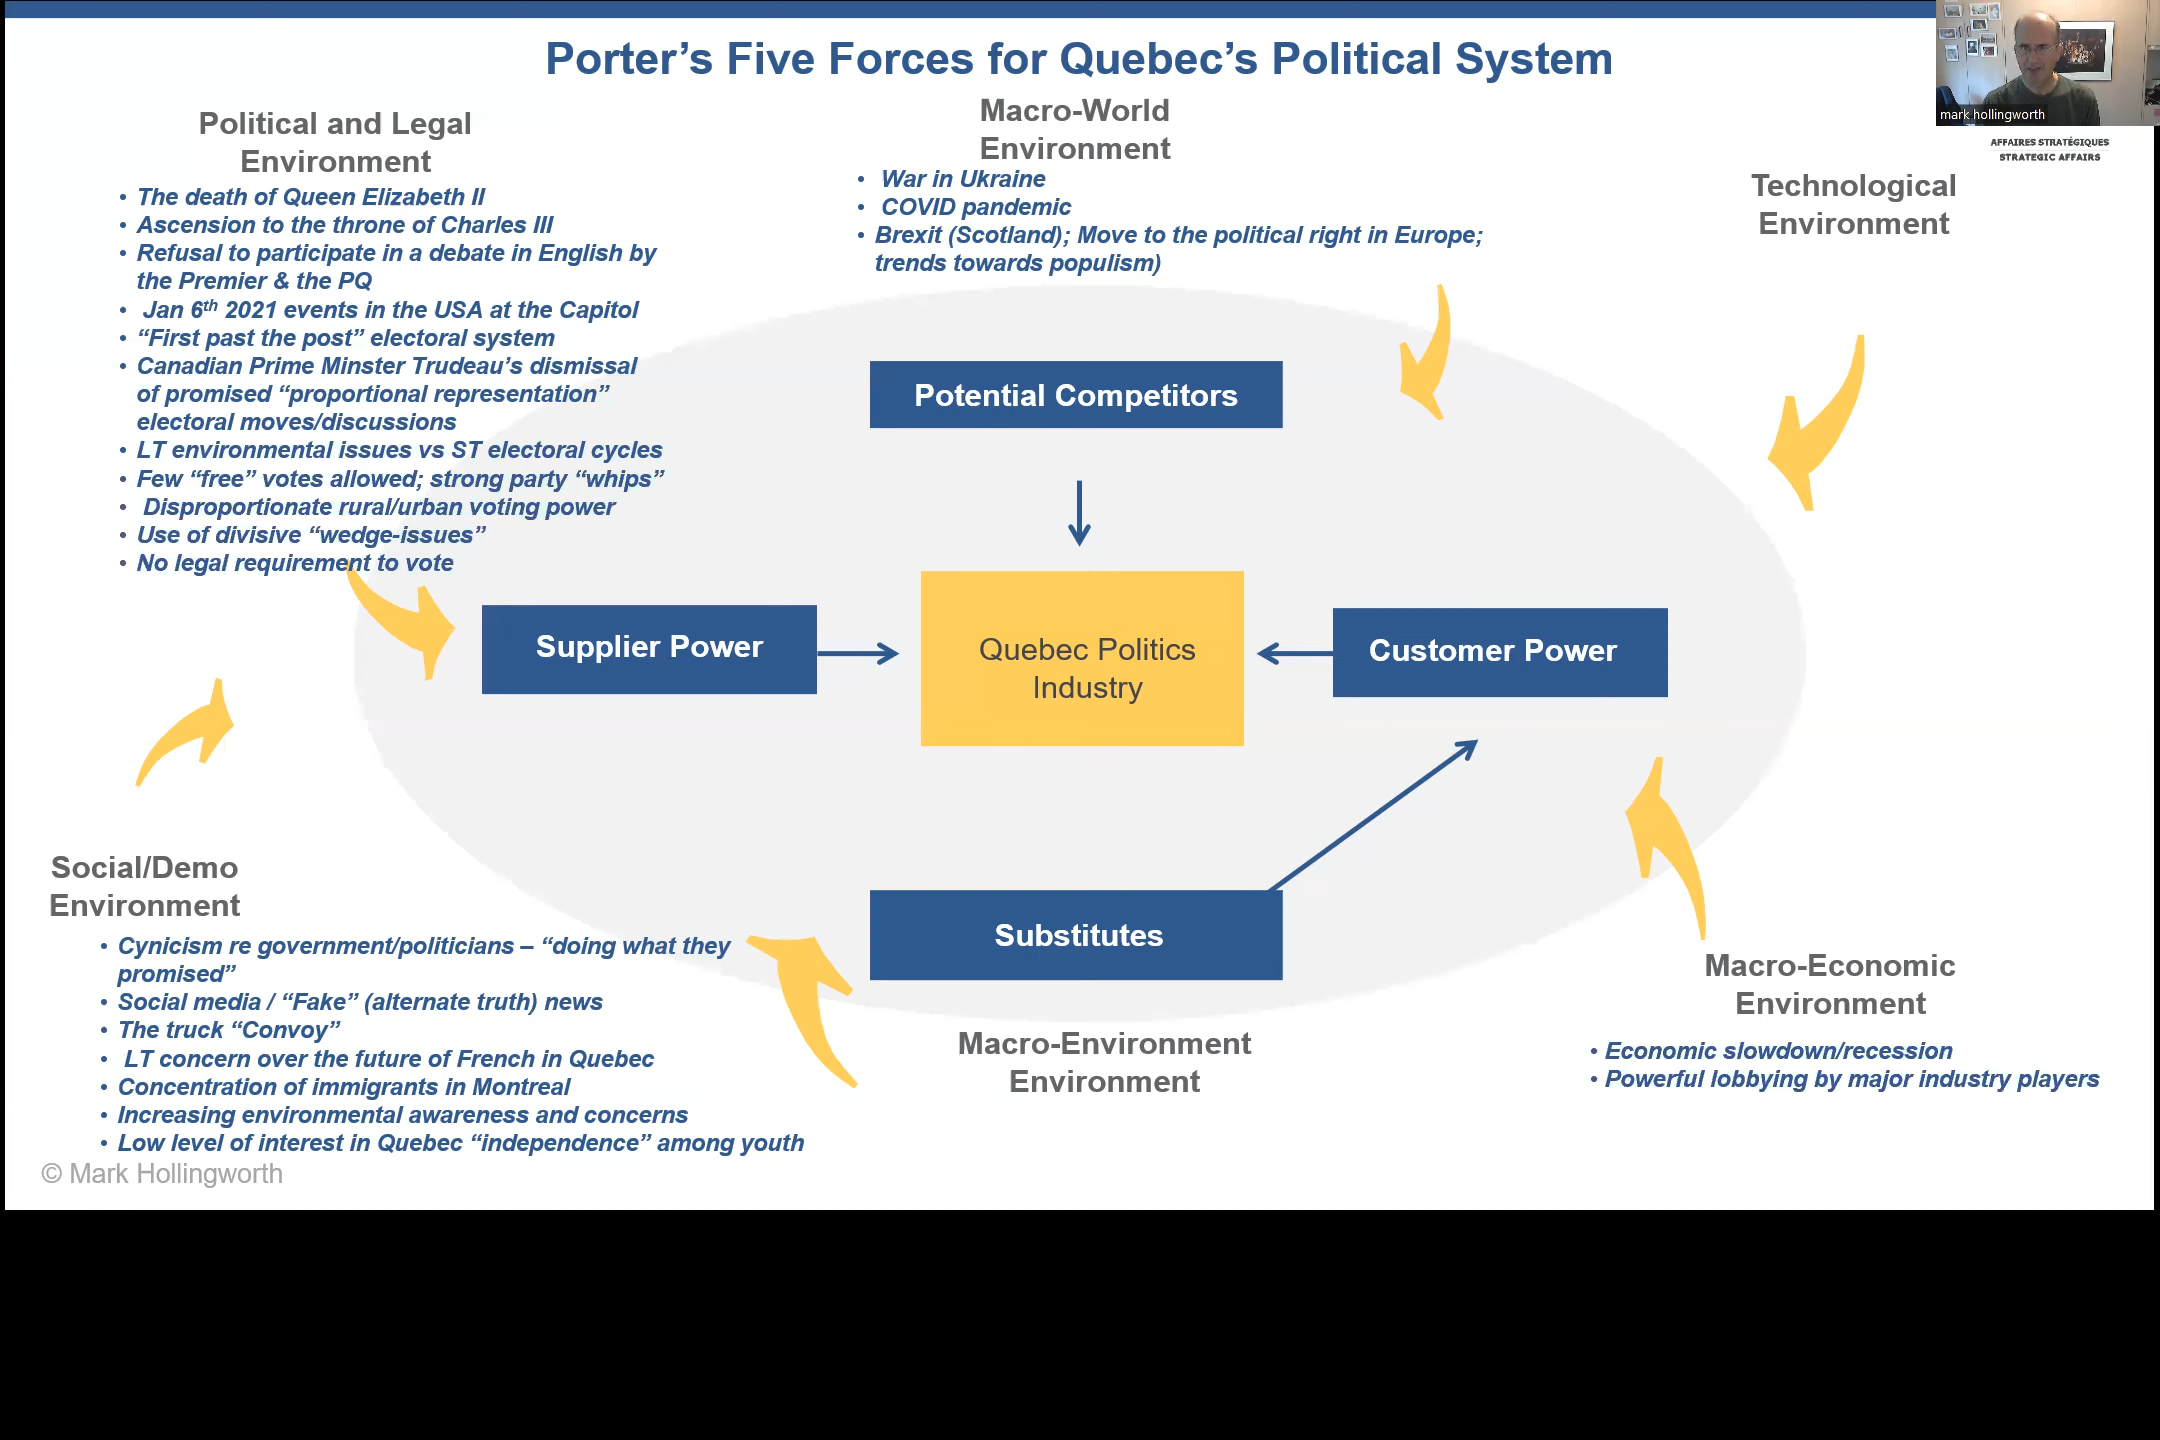 Porter’s Five Forces for Quebec’s Political System
mark hollingworth
AFFAIRES STRATÉGIQUES
STRATEGIC AFFAIRS
Political and Legal
Environment
• The death of Queen Elizabeth II
• Ascension to the throne of Charles III
• Refusal to participate in a debate in English by
the Premier & the PQ
• Jan 6th 2021 events in the USA at the Capitol
• “First past the post” electoral system
• Canadian Prime Minster Trudeau’s dismissal
of promised “proportional representation”
electoral moves/discussions
• LT environmental issues vs ST electoral cycles
• Few “free” votes allowed; strong party “whips”
• Disproportionate rural/urban voting power
• Use of divisive “wedge-issues”
• No legal requirement to vote
Macro-World
Environment
• War in Ukraine
• COVID pandemic
• Brexit (Scotland); Move to the political right in Europe;
trends towards populism)
Technological
Environment
Potential Competitors
Supplier Power
Quebec Politics
Industry
Customer Power
Substitutes
Social/Demo
Environment
• Cynicism re government/politicians – “doing what they
promised”
• Social media / “Fake” (alternate truth) news
• The truck “Convoy”
• LT concern over the future of French in Quebec
• Concentration of immigrants in Montreal
• Increasing environmental awareness and concerns
• Low level of interest in Quebec “independence” among youth
Macro-Environment
Environment
Macro-Economic
Environment
• Economic slowdown/recession
• Powerful lobbying by major industry players
© Mark Hollingworth